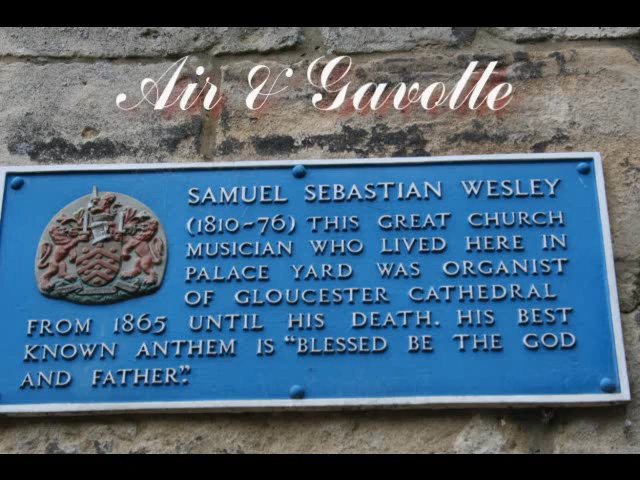 Air & Gavotte
SAMUEL SEBASTIAN WESLEY
(1810-76) THIS GREAT CHURCH
MUSICIAN WHO LIVED HERE IN
PALACE YARD WAS ORGANIST
OF GLOUCESTER CATHEDRAL
FROM 1865 UNTIL HIS DEATH. HIS BEST
KNOWN ANTHEM IS "BLESSED BE THE GOD
AND FATHER".